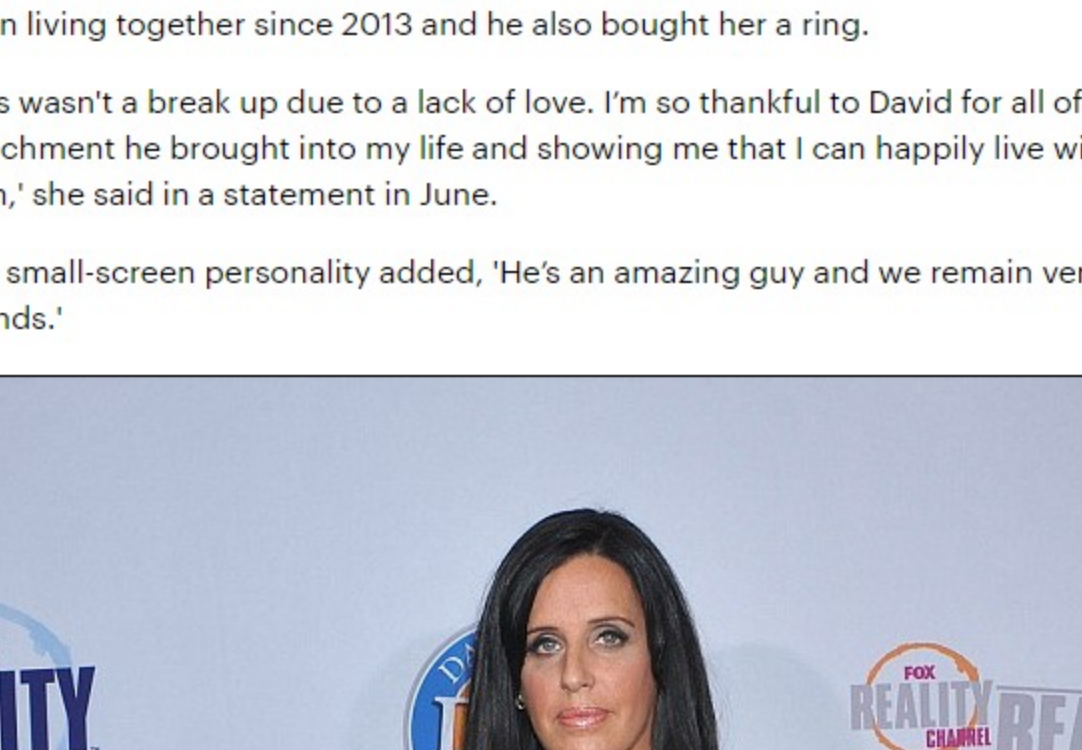 n living together since 2013 and he also bought her a ring.
s wasn't a break up due to a lack of love. I’m so thankful to David for all of
chment he brought into my life and showing me that I can happily live wi
n,' she said in a statement in June.
small-screen personality added, 'He’s an amazing guy and we remain ver
nds.'
DA
ITY
FOX
REALITY
CHANNEL
REA